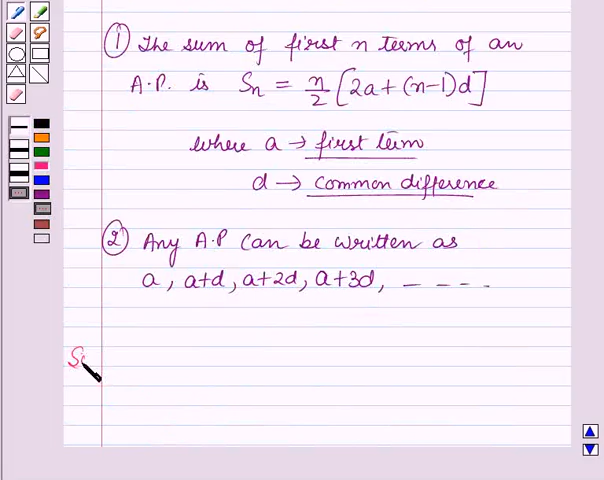 ① The sum of first n terms of an
A.P. is Sn = n/2 [2a + (n-1)d]
where a → first term
d → common difference
② Any A.P can be written as
a, a+d, a+2d, a+3d, - - - -
So